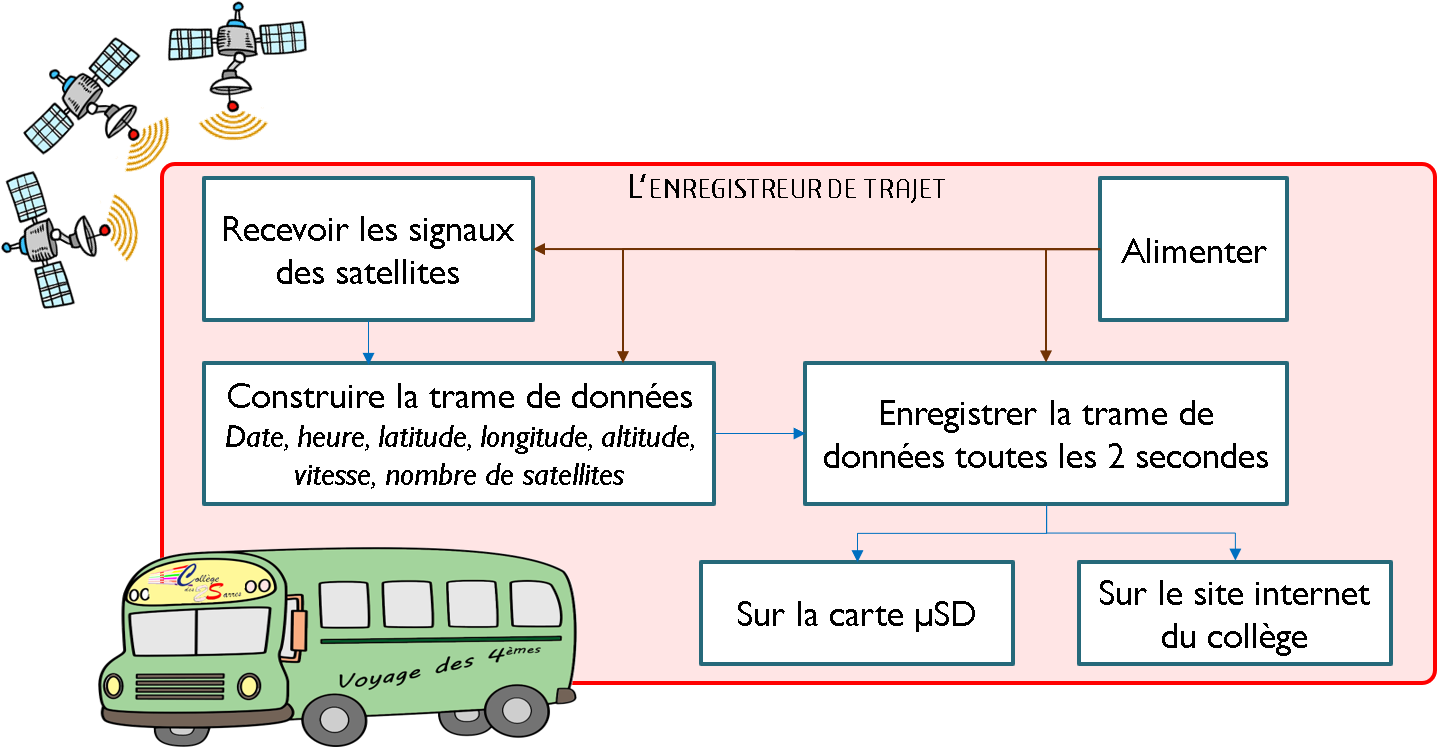 L'ENREGISTREUR DE TRAJET
Recevoir les signaux
des satellites
Alimenter
Construire la trame de données
Date, heure, latitude, longitude, altitude,
vitesse, nombre de satellites
Enregistrer la trame de
données toutes les 2 secondes
Sur la carte µSD
Sur le site internet
du collège
Collège
des Sarres
Voyage des 4èmes